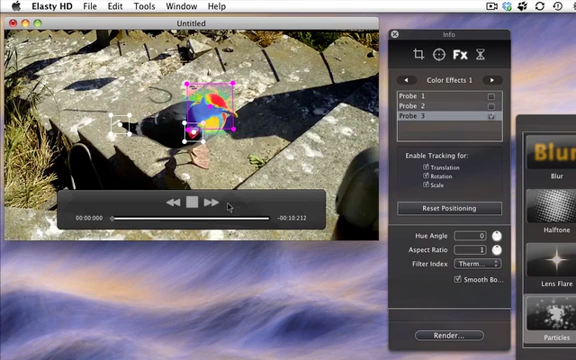 Elasty HD File Edit Tools Window Help
Untitled
00:00:000
-00:10:212
Info
Fx
Color Effects 1
Probe 1
Probe 2
Probe 3
Enable Tracking for:
Translation
Rotation
Scale
Reset Positioning
Hue Angle 0
Aspect Ratio 1
Filter Index Therm...
Smooth Bo...
Render...
Blur
Blur
Halftone
Lens Flare
Particles